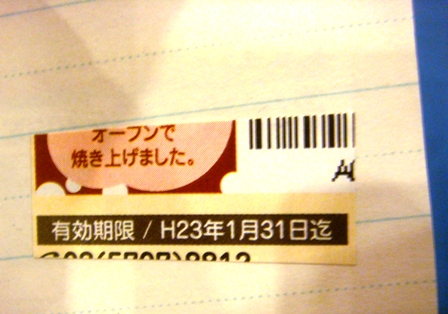 オーブンで
焼き上げました。
有効期限 / H23年1月31日迄